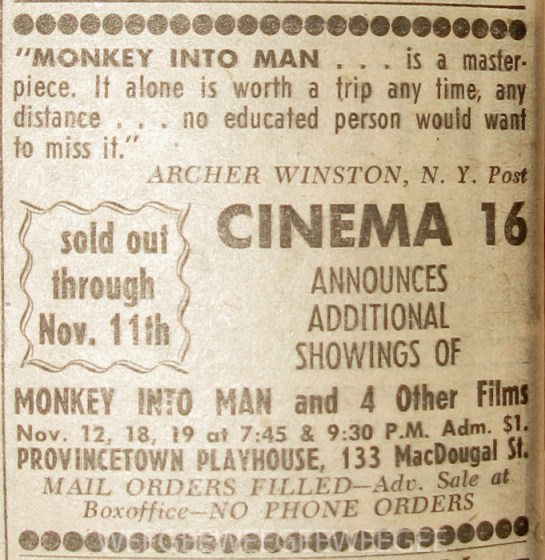 "MONKEY INTO MAN . . . is a master-
piece. It alone is worth a trip any time, any
distance . . . no educated person would want
to miss it."
ARCHER WINSTON, N. Y. Post
sold out
through
Nov. 11th
CINEMA 16
ANNOUNCES
ADDITIONAL
SHOWINGS OF
MONKEY INTO MAN and 4 Other Films
Nov. 12, 18, 19 at 7:45 & 9:30 P.M. Adm. $1.
PROVINCETOWN PLAYHOUSE, 133 MacDougal St.
MAIL ORDERS FILLED—Adv. Sale at
Boxoffice—NO PHONE ORDERS